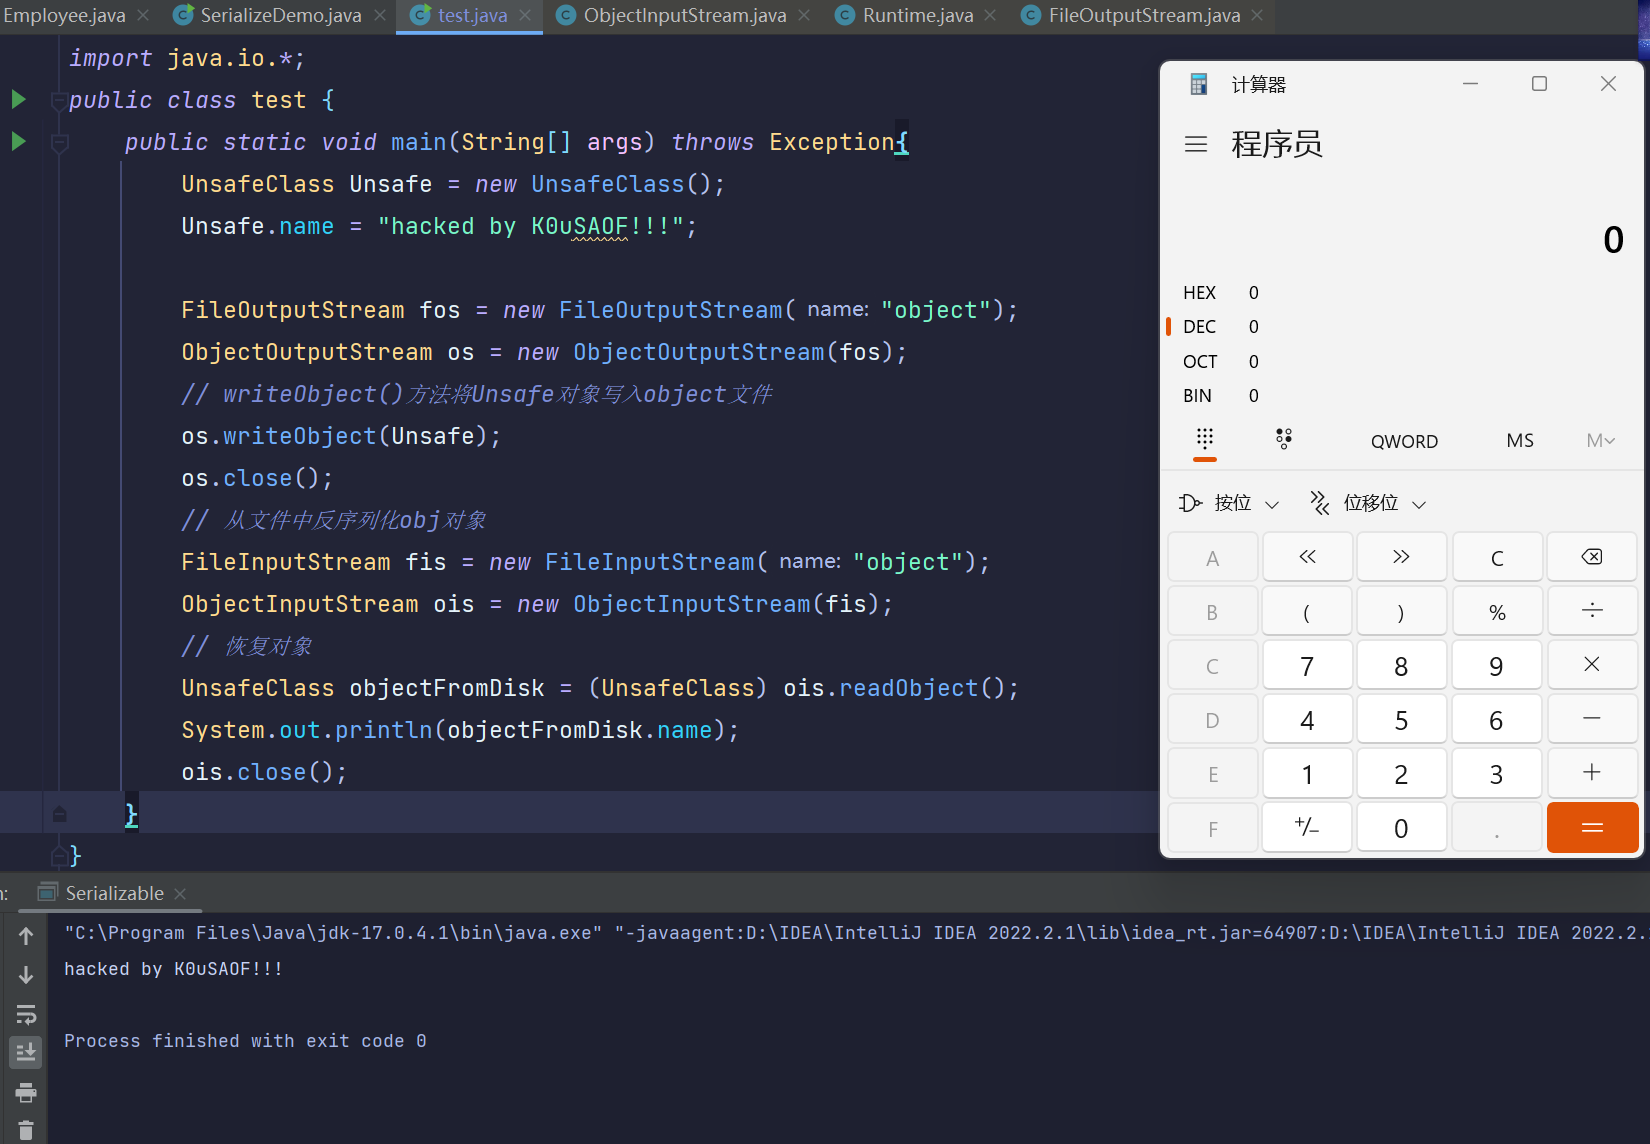 Employee.java SerializeDemo.java test.java ObjectInputStream.java Runtime.java FileOutputStream.java
import java.io.*;
public class test {
public static void main(String[] args) throws Exception{
UnsafeClass Unsafe = new UnsafeClass();
Unsafe.name = "hacked by K0uSAOF!!!";
FileOutputStream fos = new FileOutputStream( name: "object");
ObjectOutputStream os = new ObjectOutputStream(fos);
// writeObject()方法将Unsafe对象写入object文件
os.writeObject(Unsafe);
os.close();
// 从文件中反序列化obj对象
FileInputStream fis = new FileInputStream( name: "object");
ObjectInputStream ois = new ObjectInputStream(fis);
// 恢复对象
UnsafeClass objectFromDisk = (UnsafeClass) ois.readObject();
System.out.println(objectFromDisk.name);
ois.close();
}
}
计算器
程序员
0
HEX 0
DEC 0
OCT 0
BIN 0
QWORD MS M
按位 位移位
A << >> C
B ( ) % ÷
C 7 8 9 ×
D 4 5 6 −
E 1 2 3 +
F +/− 0 . =
Serializable
"C:\Program Files\Java\jdk-17.0.4.1\bin\java.exe" "-javaagent:D:\IDEA\IntelliJ IDEA 2022.2.1\lib\idea_rt.jar=64907:D:\IDEA\IntelliJ IDEA 2022.2.
hacked by K0uSAOF!!!
Process finished with exit code 0